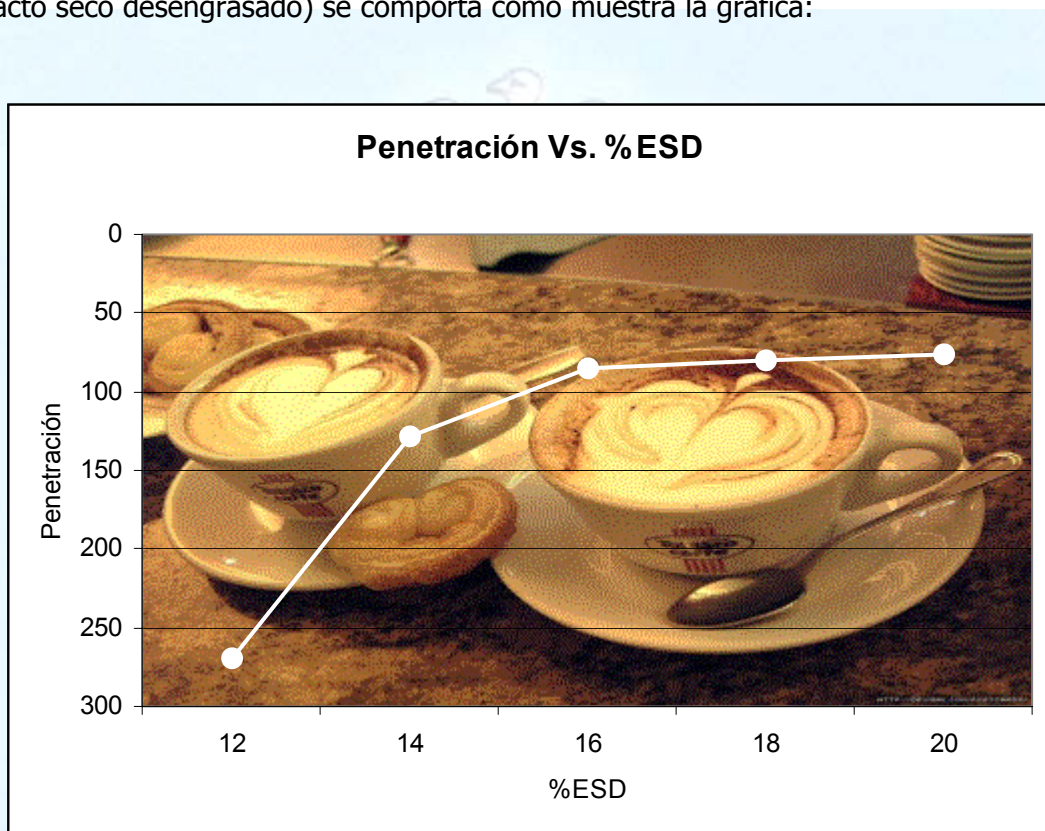 acto seco desengrasado) se comporta como muestra la gráfica:
Penetración Vs. %ESD
0
50
100
150
200
250
300
Penetración
12 14 16 18 20
%ESD